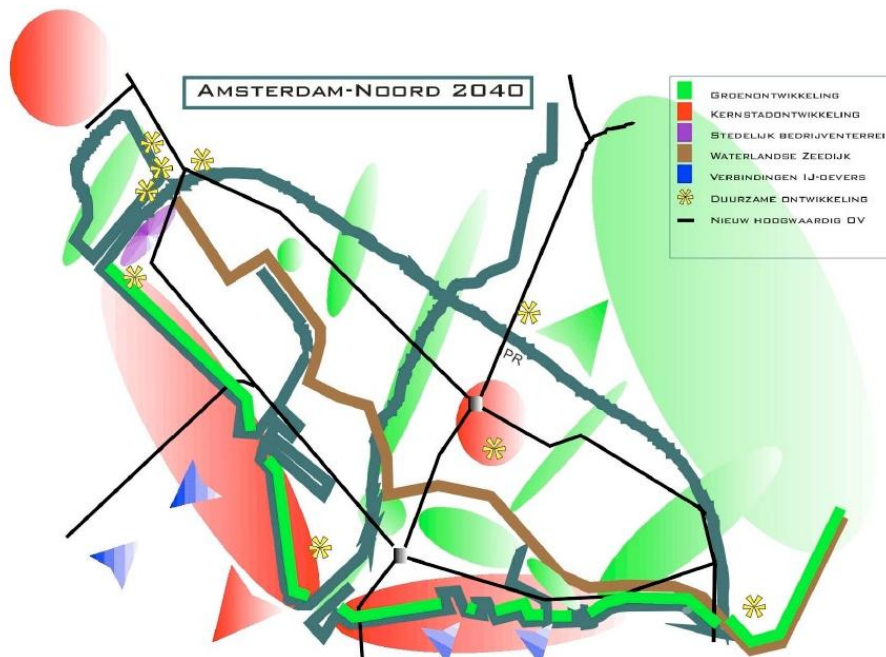 Amsterdam-Noord 2040
Groenontwikkeling
Kernstadontwikkeling
Stedelijk bedrijventerrei
Waterlandse Zeedijk
Verbindingen IJ-oevers
Duurzame ontwikkeling
Nieuw hoogwaardig OV
PR